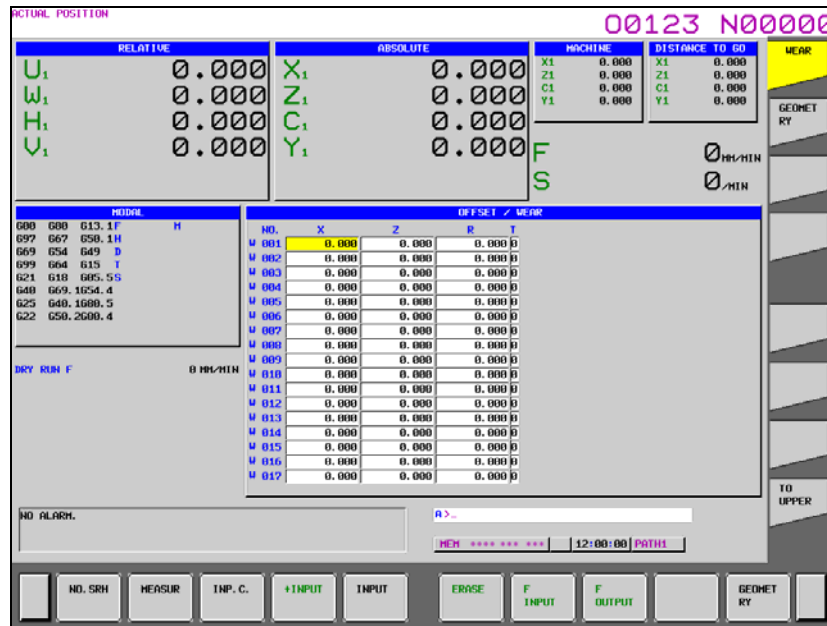 ACTUAL POSITION
O0123 N00000
RELATIVE
U1 0.000
W1 0.000
H1 0.000
V1 0.000
ABSOLUTE
X1 0.000
Z1 0.000
C1 0.000
Y1 0.000
MACHINE
X1 0.000
Z1 0.000
C1 0.000
Y1 0.000
DISTANCE TO GO
X1 0.000
Z1 0.000
C1 0.000
Y1 0.000
F 0MM/MIN
S 0/MIN
WEAR
GEOMET
RY
TO
UPPER
MODAL
G00 G80 G13.1F M
G97 G67 G50.1H
G69 G54 G49 D
G99 G64 G15 T
G21 G18 G05.5S
G40 G69.1G54.4
G25 G40.1G80.5
G22 G50.2G00.4
DRY RUN F 0 MM/MIN
OFFSET / WEAR
NO. X Z R T
W 001 0.000 0.000 0.000 0
W 002 0.000 0.000 0.000 0
W 003 0.000 0.000 0.000 0
W 004 0.000 0.000 0.000 0
W 005 0.000 0.000 0.000 0
W 006 0.000 0.000 0.000 0
W 007 0.000 0.000 0.000 0
W 008 0.000 0.000 0.000 0
W 009 0.000 0.000 0.000 0
W 010 0.000 0.000 0.000 0
W 011 0.000 0.000 0.000 0
W 012 0.000 0.000 0.000 0
W 013 0.000 0.000 0.000 0
W 014 0.000 0.000 0.000 0
W 015 0.000 0.000 0.000 0
W 016 0.000 0.000 0.000 0
W 017 0.000 0.000 0.000 0
NO ALARM.
A>_
MEM **** *** *** 12:00:00 PATH1
NO.SRH MEASUR INP.C. +INPUT INPUT ERASE F INPUT F OUTPUT GEOMET RY